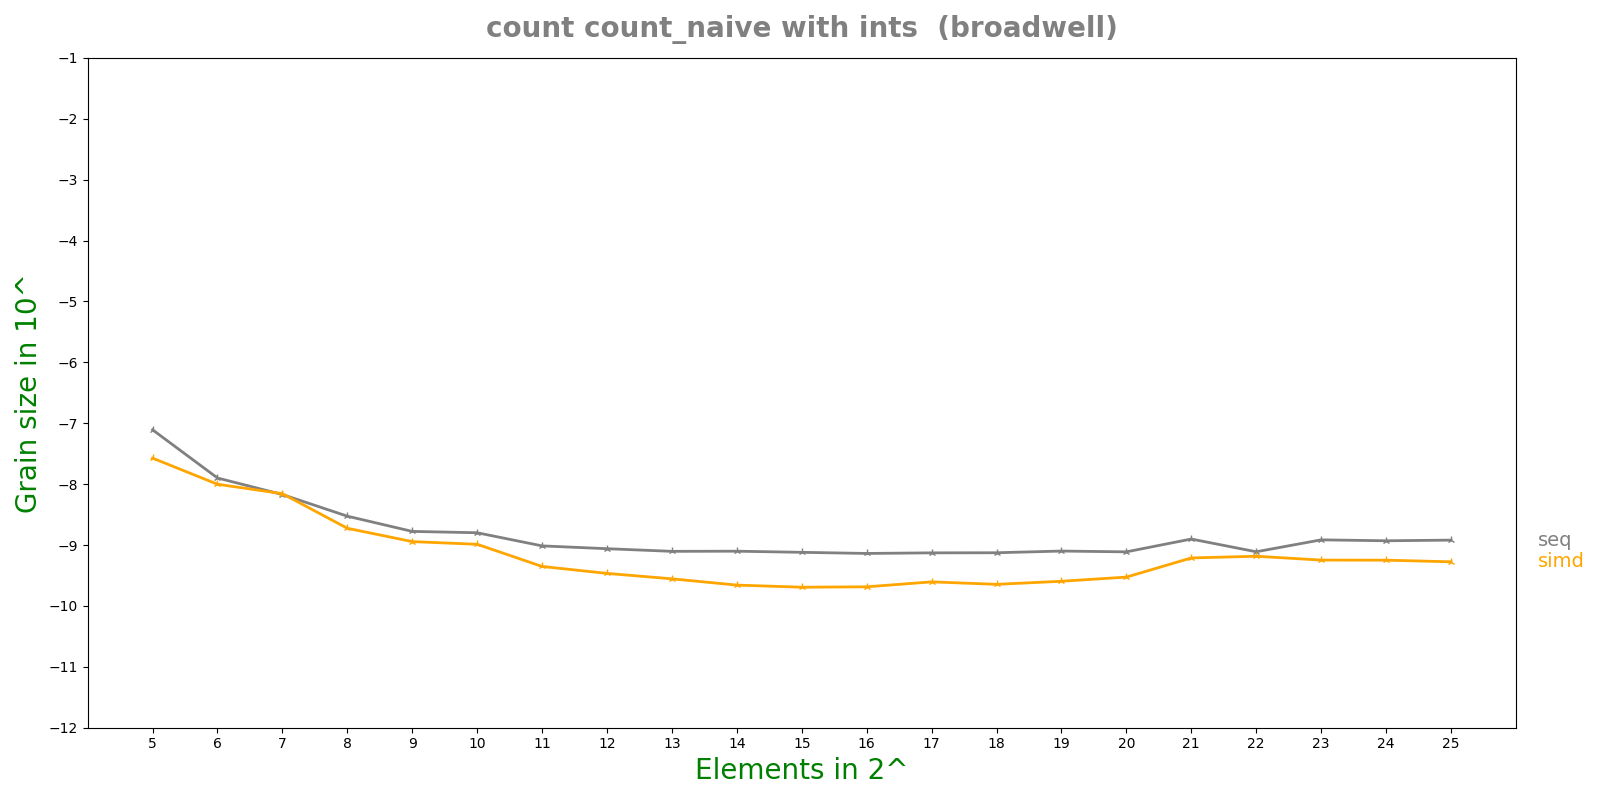 count count_naive with ints  (broadwell)
−1
−2
−3
−4
−5
−6
−7
−8
−9
−10
−11
−12
Grain size in 10^
seq
simd
5 6 7 8 9 10 11 12 13 14 15 16 17 18 19 20 21 22 23 24 25
Elements in 2^